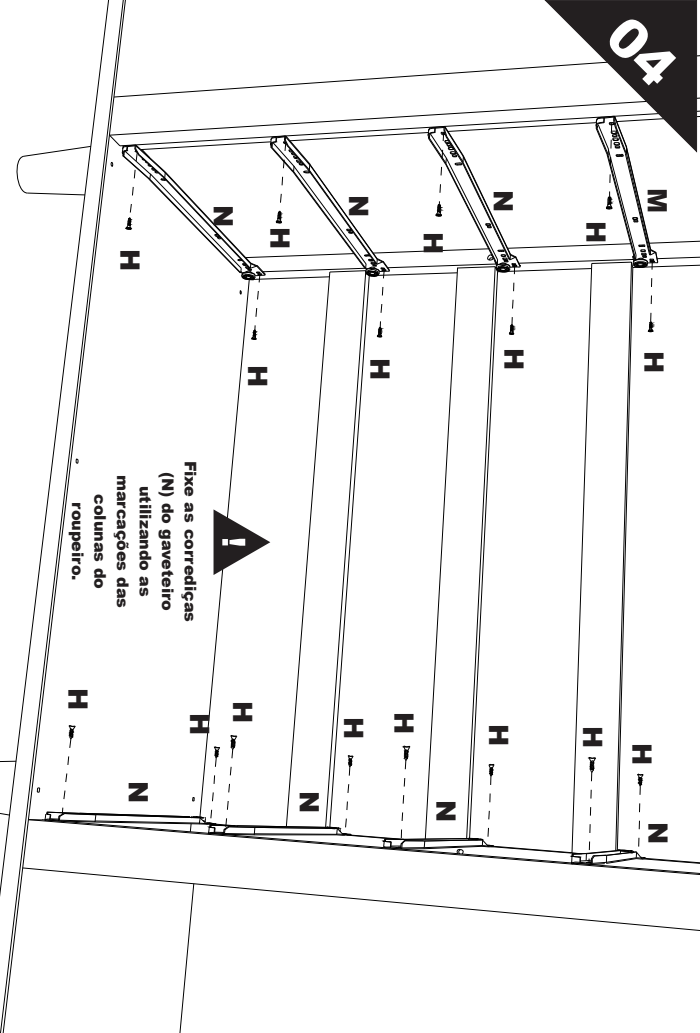 04
M
H
H
N
H
H
N
H
H
H
H
N
N
H
H
H
H
N
H
H
N
H
N
H
!
Fixe as corrediças
(N) do gaveteiro
utilizando as
marcações das
colunas do
roupeiro.
H
N
H